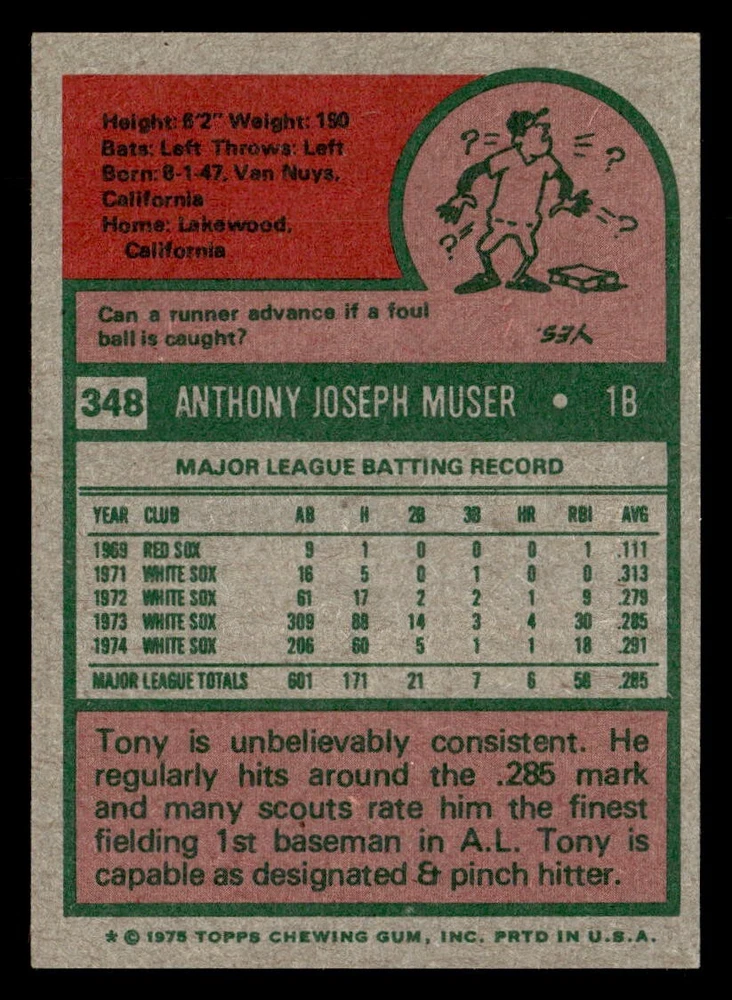 Height: 6'2" Weight: 190
Bats: Left Throws: Left
Born: 8-1-47, Van Nuys,
California
Home: Lakewood,
California
? ? ? ?
Can a runner advance if a foul
ball is caught?
YES.
348 ANTHONY JOSEPH MUSER • 1B
MAJOR LEAGUE BATTING RECORD
YEAR CLUB AB H 2B 3B HR RBI AVG
1969 RED SOX 9 1 0 0 0 1 .111
1971 WHITE SOX 16 5 0 1 0 0 .313
1972 WHITE SOX 61 17 2 2 1 9 .279
1973 WHITE SOX 309 88 14 3 4 30 .285
1974 WHITE SOX 206 60 5 1 1 18 .291
MAJOR LEAGUE TOTALS 601 171 21 7 6 58 .285
Tony is unbelievably consistent. He
regularly hits around the .285 mark
and many scouts rate him the finest
fielding 1st baseman in A.L. Tony is
capable as designated & pinch hitter.
* © 1975 TOPPS CHEWING GUM, INC. PRTD IN U.S.A.